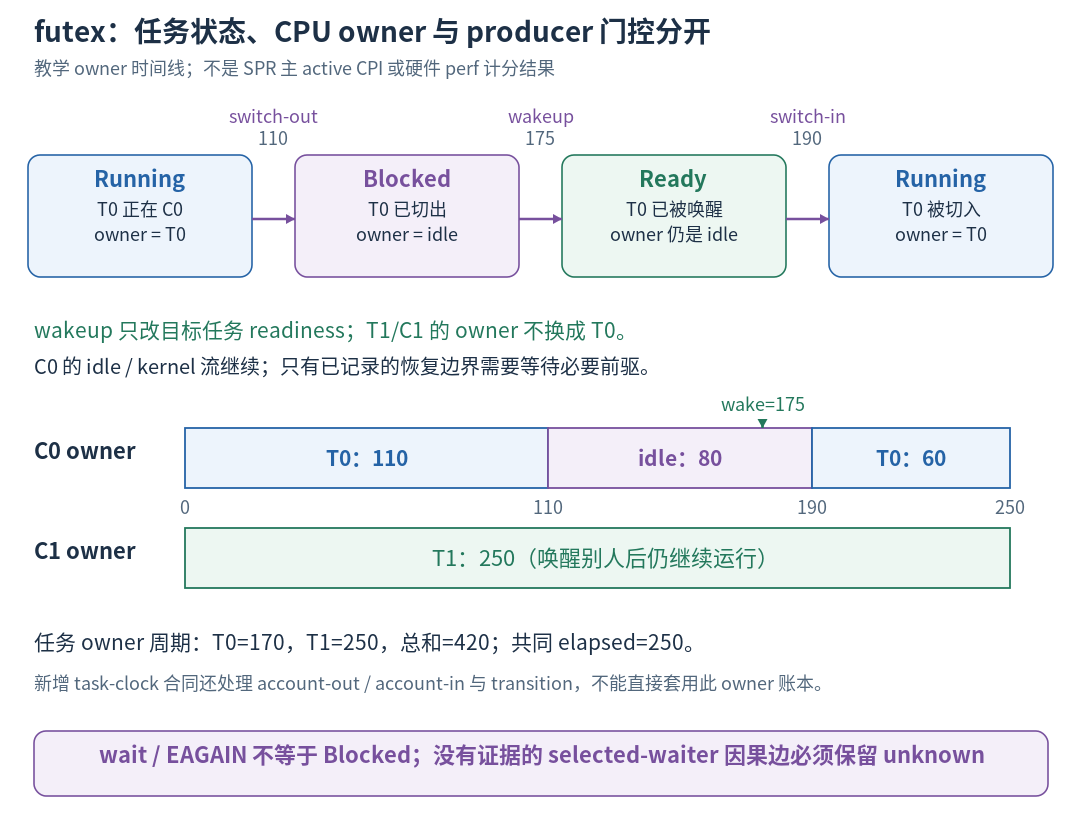 futex：任务状态、CPU owner 与 producer 门控分开
教学 owner 时间线；不是 SPR 主 active CPI 或硬件 perf 计分结果
switch-out
110
wakeup
175
switch-in
190
Running
T0 正在 C0
owner = T0
Blocked
T0 已切出
owner = idle
Ready
T0 已被唤醒
owner 仍是 idle
Running
T0 被切入
owner = T0
wakeup 只改目标任务 readiness；T1/C1 的 owner 不换成 T0。
C0 的 idle / kernel 流继续；只有已记录的恢复边界需要等待必要前驱。
wake=175
C0 owner
T0：110
idle：80
T0：60
0
110
190
250
C1 owner
T1：250（唤醒别人后仍继续运行）
任务 owner 周期：T0=170，T1=250，总和=420；共同 elapsed=250。
新增 task-clock 合同还处理 account-out / account-in 与 transition，不能直接套用此 owner 账本。
wait / EAGAIN 不等于 Blocked；没有证据的 selected-waiter 因果边必须保留 unknown